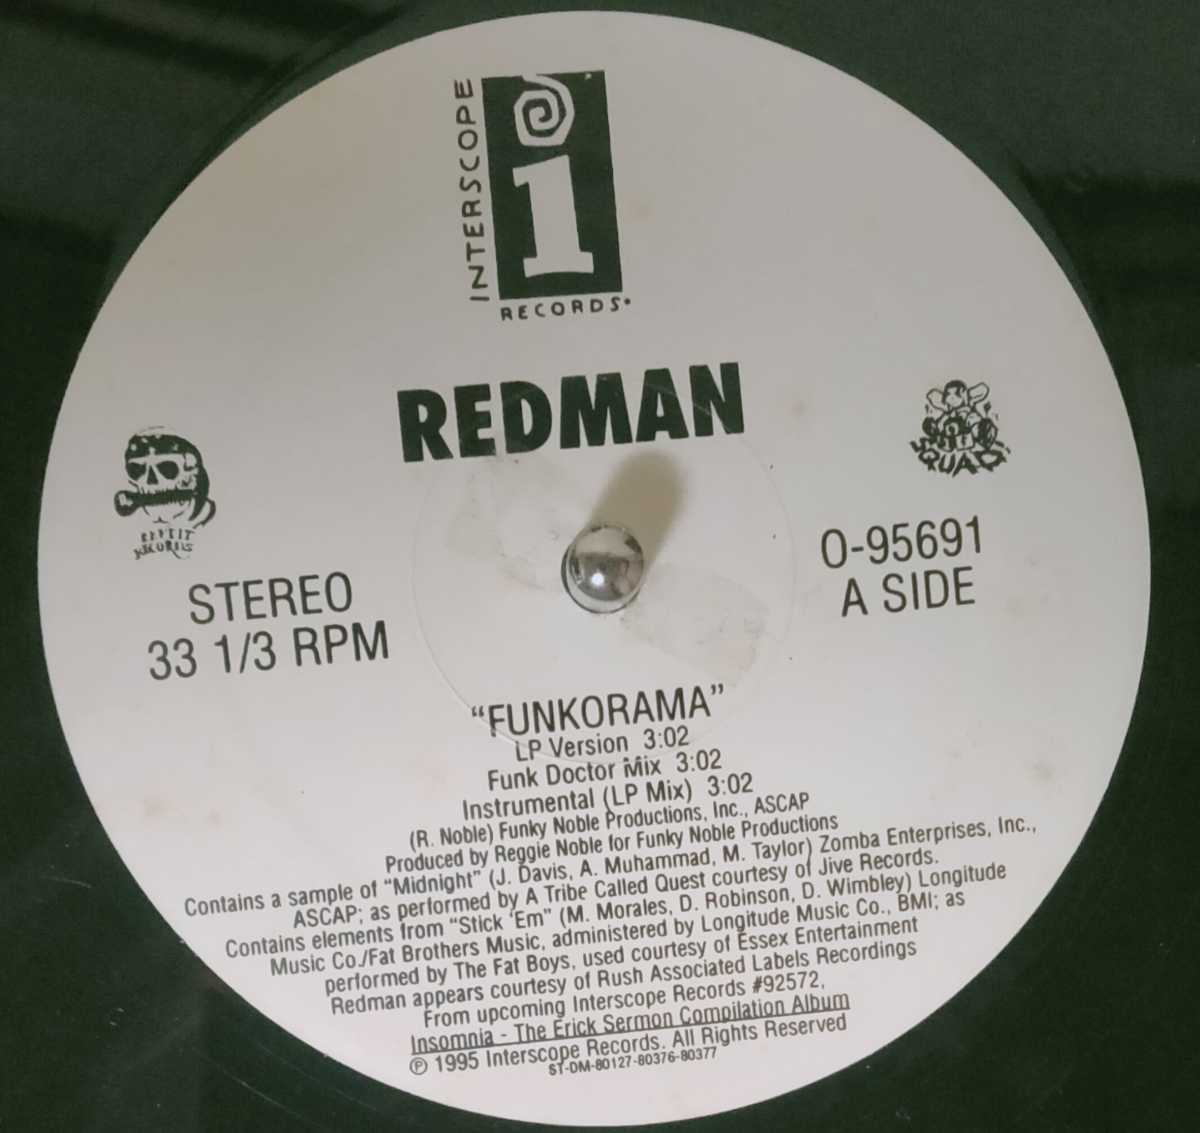 INTERSCOPE
RECORDS
REDMAN
RECORDS
SQUAD
STEREO
33 1/3 RPM
0-95691
A SIDE
“FUNKORAMA”
LP Version 3:02
Funk Doctor Mix 3:02
Instrumental (LP Mix) 3:02
(R. Noble) Funky Noble Productions, Inc., ASCAP
Produced by Reggie Noble for Funky Noble Productions
Contains a sample of “Midnight” (J. Davis, A. Muhammad, M. Taylor) Zomba Enterprises, Inc.,
ASCAP; as performed by A Tribe Called Quest courtesy of Jive Records.
Contains elements from “Stick ‘Em” (M. Morales, D. Robinson, D. Wimbley) Longitude
Music Co./Fat Brothers Music, administered by Longitude Music Co., BMI; as
performed by The Fat Boys, used courtesy of Essex Entertainment
Redman appears courtesy of Rush Associated Labels Recordings
From upcoming Interscope Records #92572,
Insomnia - The Erick Sermon Compilation Album
℗ 1995 Interscope Records. All Rights Reserved
ST-DM-80127-80376-80377